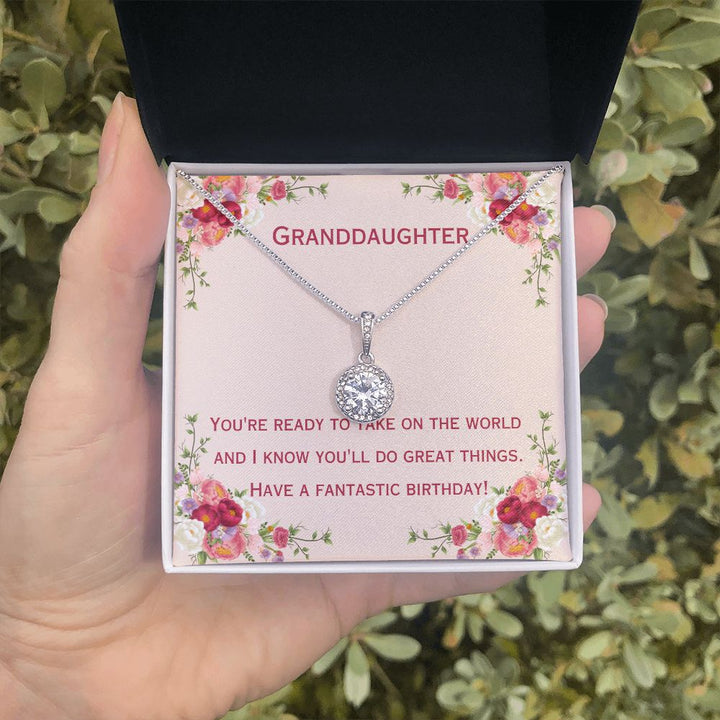 Granddaughter
You're ready to take on the world
and I know you'll do great things.
Have a fantastic birthday!